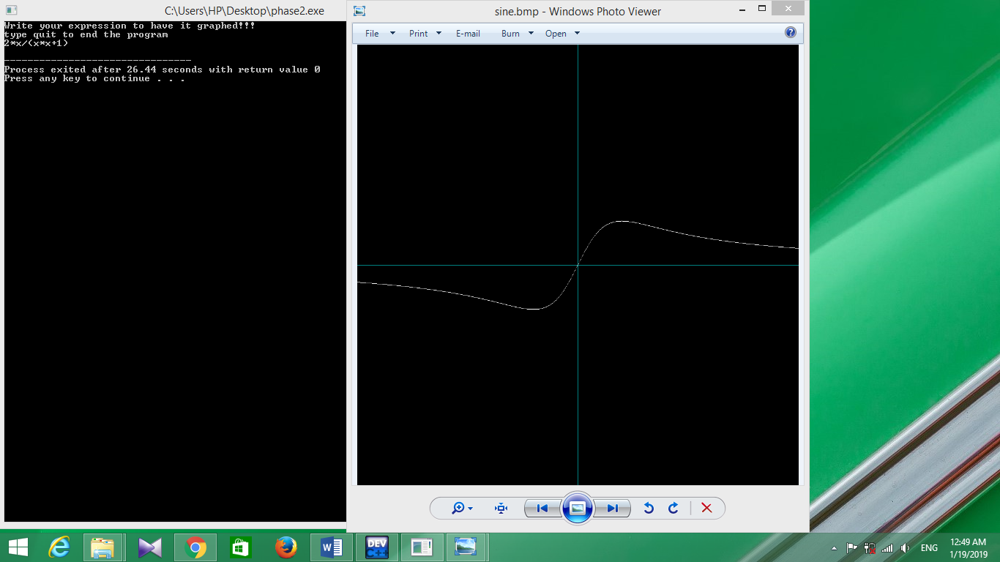 C:\Users\HP\Desktop\phase2.exe
Write your expression to have it graphed!!!
type quit to end the program
2*x/(x*x+1)
--------------------------------
Process exited after 26.44 seconds with return value 0
Press any key to continue . . .
sine.bmp - Windows Photo Viewer
File Print E-mail Burn Open
?
W
DEV
C++
ENG
12:49 AM
1/19/2019